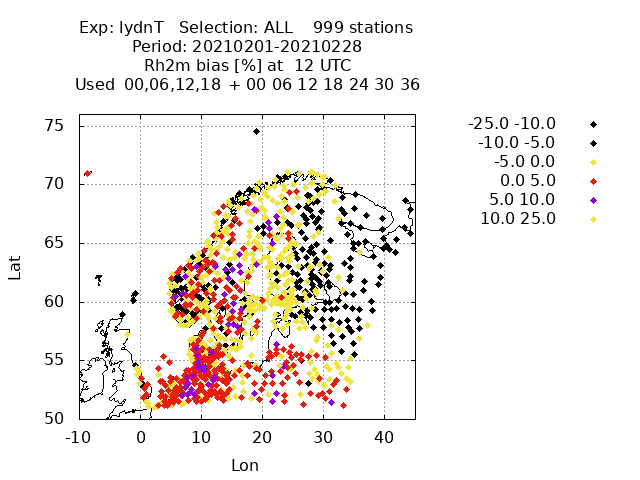 Exp: lydnT Selection: ALL 999 stations
Period: 20210201-20210228
Rh2m bias [%] at 12 UTC
Used 00,06,12,18 + 00 06 12 18 24 30 36
-25.0 -10.0
-10.0 -5.0
-5.0 0.0
0.0 5.0
5.0 10.0
10.0 25.0
Lat
75
70
65
60
55
50
-10 0 10 20 30 40
Lon